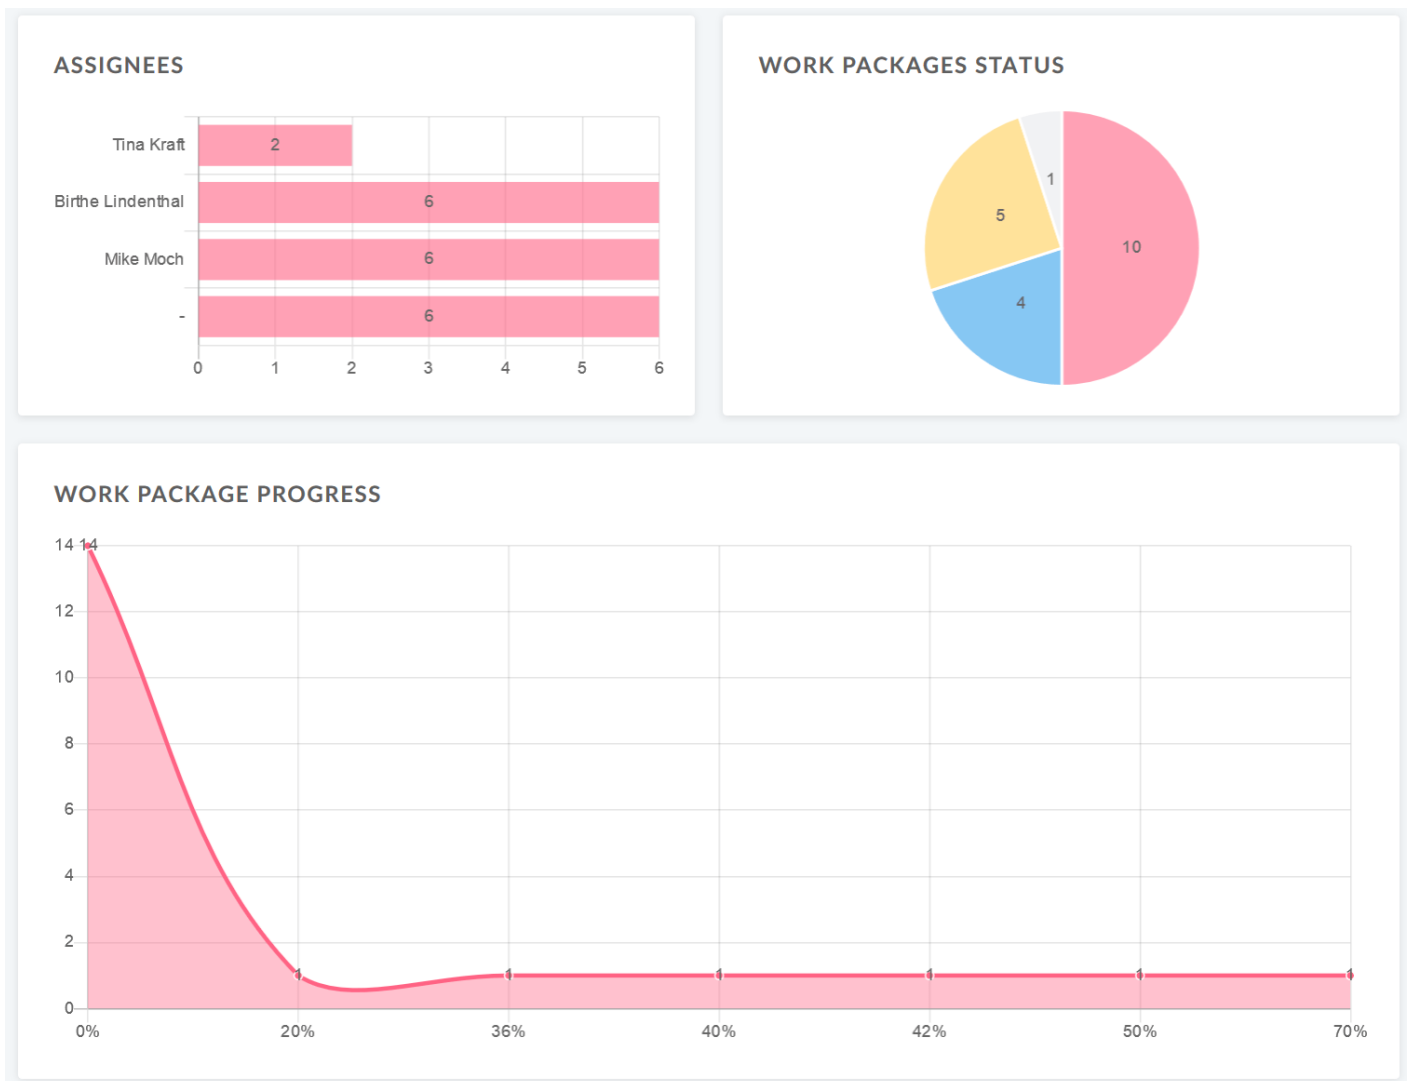 ASSIGNEES
Tina Kraft 2
Birthe Lindenthal 6
Mike Moch 6
- 6
0 1 2 3 4 5 6
WORK PACKAGES STATUS
1
5
10
4
WORK PACKAGE PROGRESS
14 14
12
10
8
6
4
2
1 1 1 1 1 1
0
0% 20% 36% 40% 42% 50% 70%